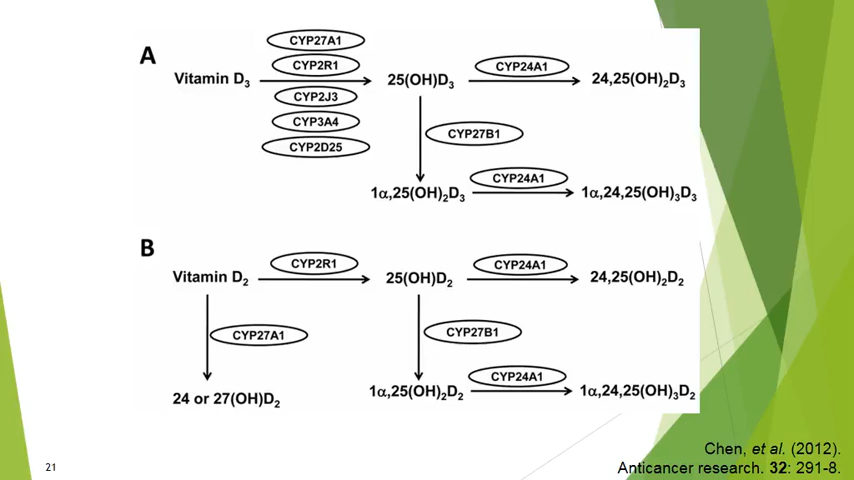 A
CYP27A1
CYP2R1
Vitamin D₃
25(OH)D₃
CYP24A1
24,25(OH)₂D₃
CYP2J3
CYP3A4
CYP2D25
CYP27B1
1α,25(OH)₂D₃
CYP24A1
1α,24,25(OH)₃D₃
B
Vitamin D₂
CYP2R1
25(OH)D₂
CYP24A1
24,25(OH)₂D₂
CYP27A1
CYP27B1
24 or 27(OH)D₂
1α,25(OH)₂D₂
CYP24A1
1α,24,25(OH)₃D₂
Chen, et al. (2012).
Anticancer research. 32: 291-8.
21